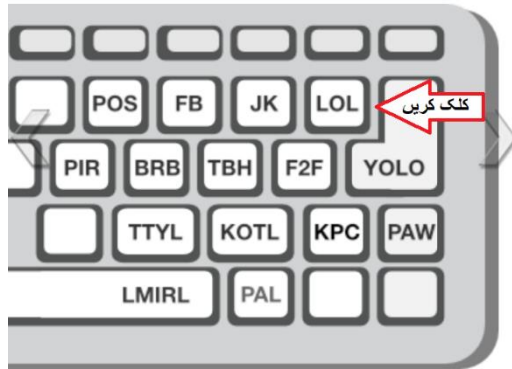 POS FB JK LOL کلک کریں
PIR BRB TBH F2F YOLO
TTYL KOTL KPC PAW
LMIRL PAL